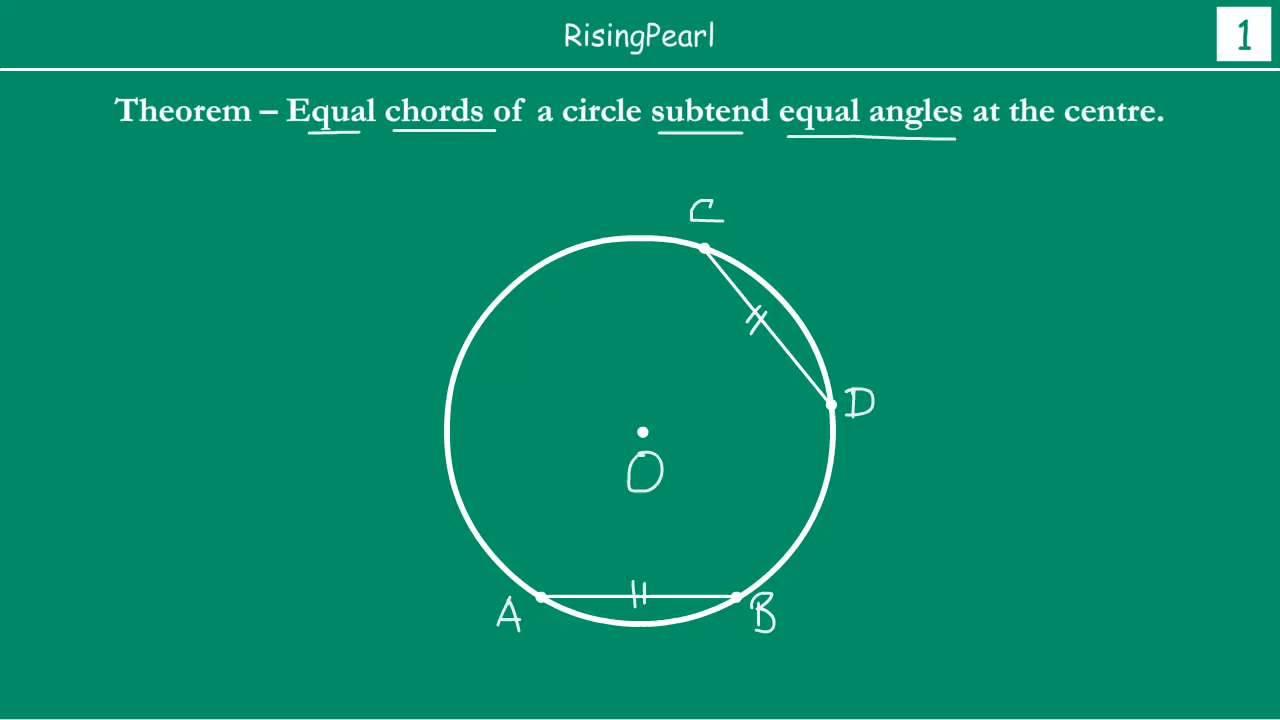 RisingPearl
1
Theorem – Equal chords of a circle subtend equal angles at the centre.
C
D
O
A
B